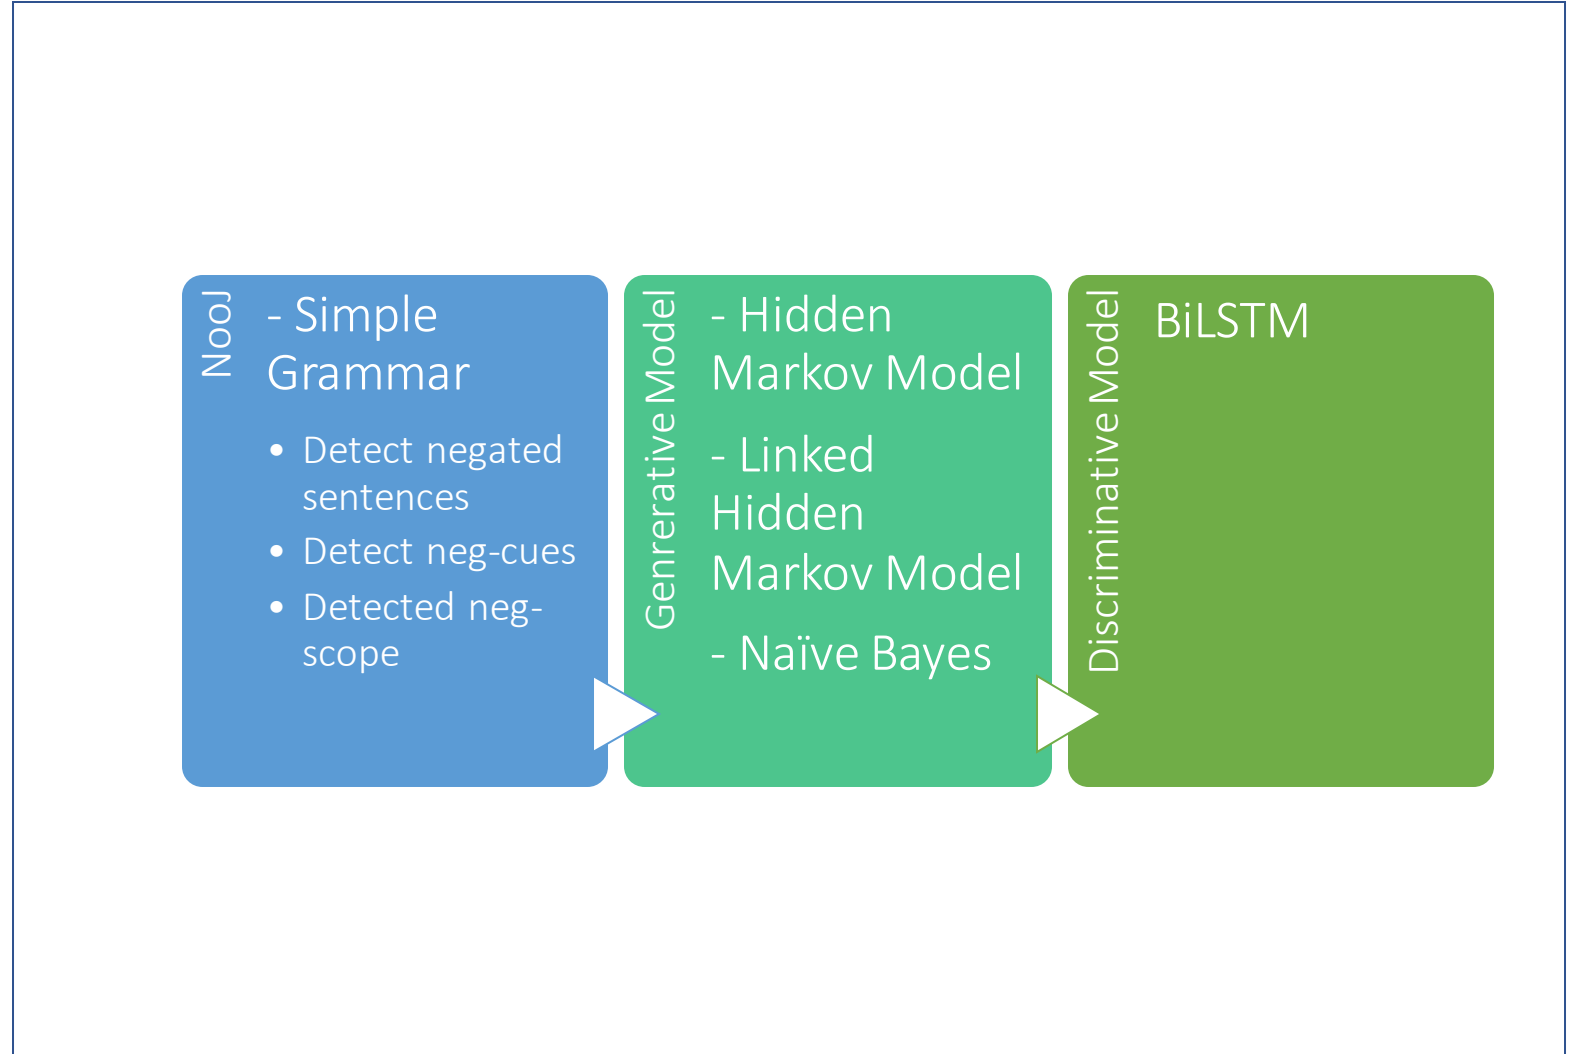 NooJ
- Simple
Grammar
• Detect negated
sentences
• Detect neg-cues
• Detected neg-
scope
Genrerative Model
- Hidden
Markov Model
- Linked
Hidden
Markov Model
- Naïve Bayes
Discriminative Model
BiLSTM